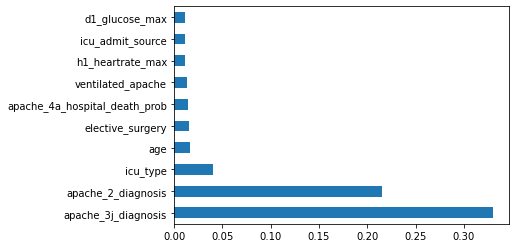 d1_glucose_max
icu_admit_source
h1_heartrate_max
ventilated_apache
apache_4a_hospital_death_prob
elective_surgery
age
icu_type
apache_2_diagnosis
apache_3j_diagnosis
0.00 0.05 0.10 0.15 0.20 0.25 0.30